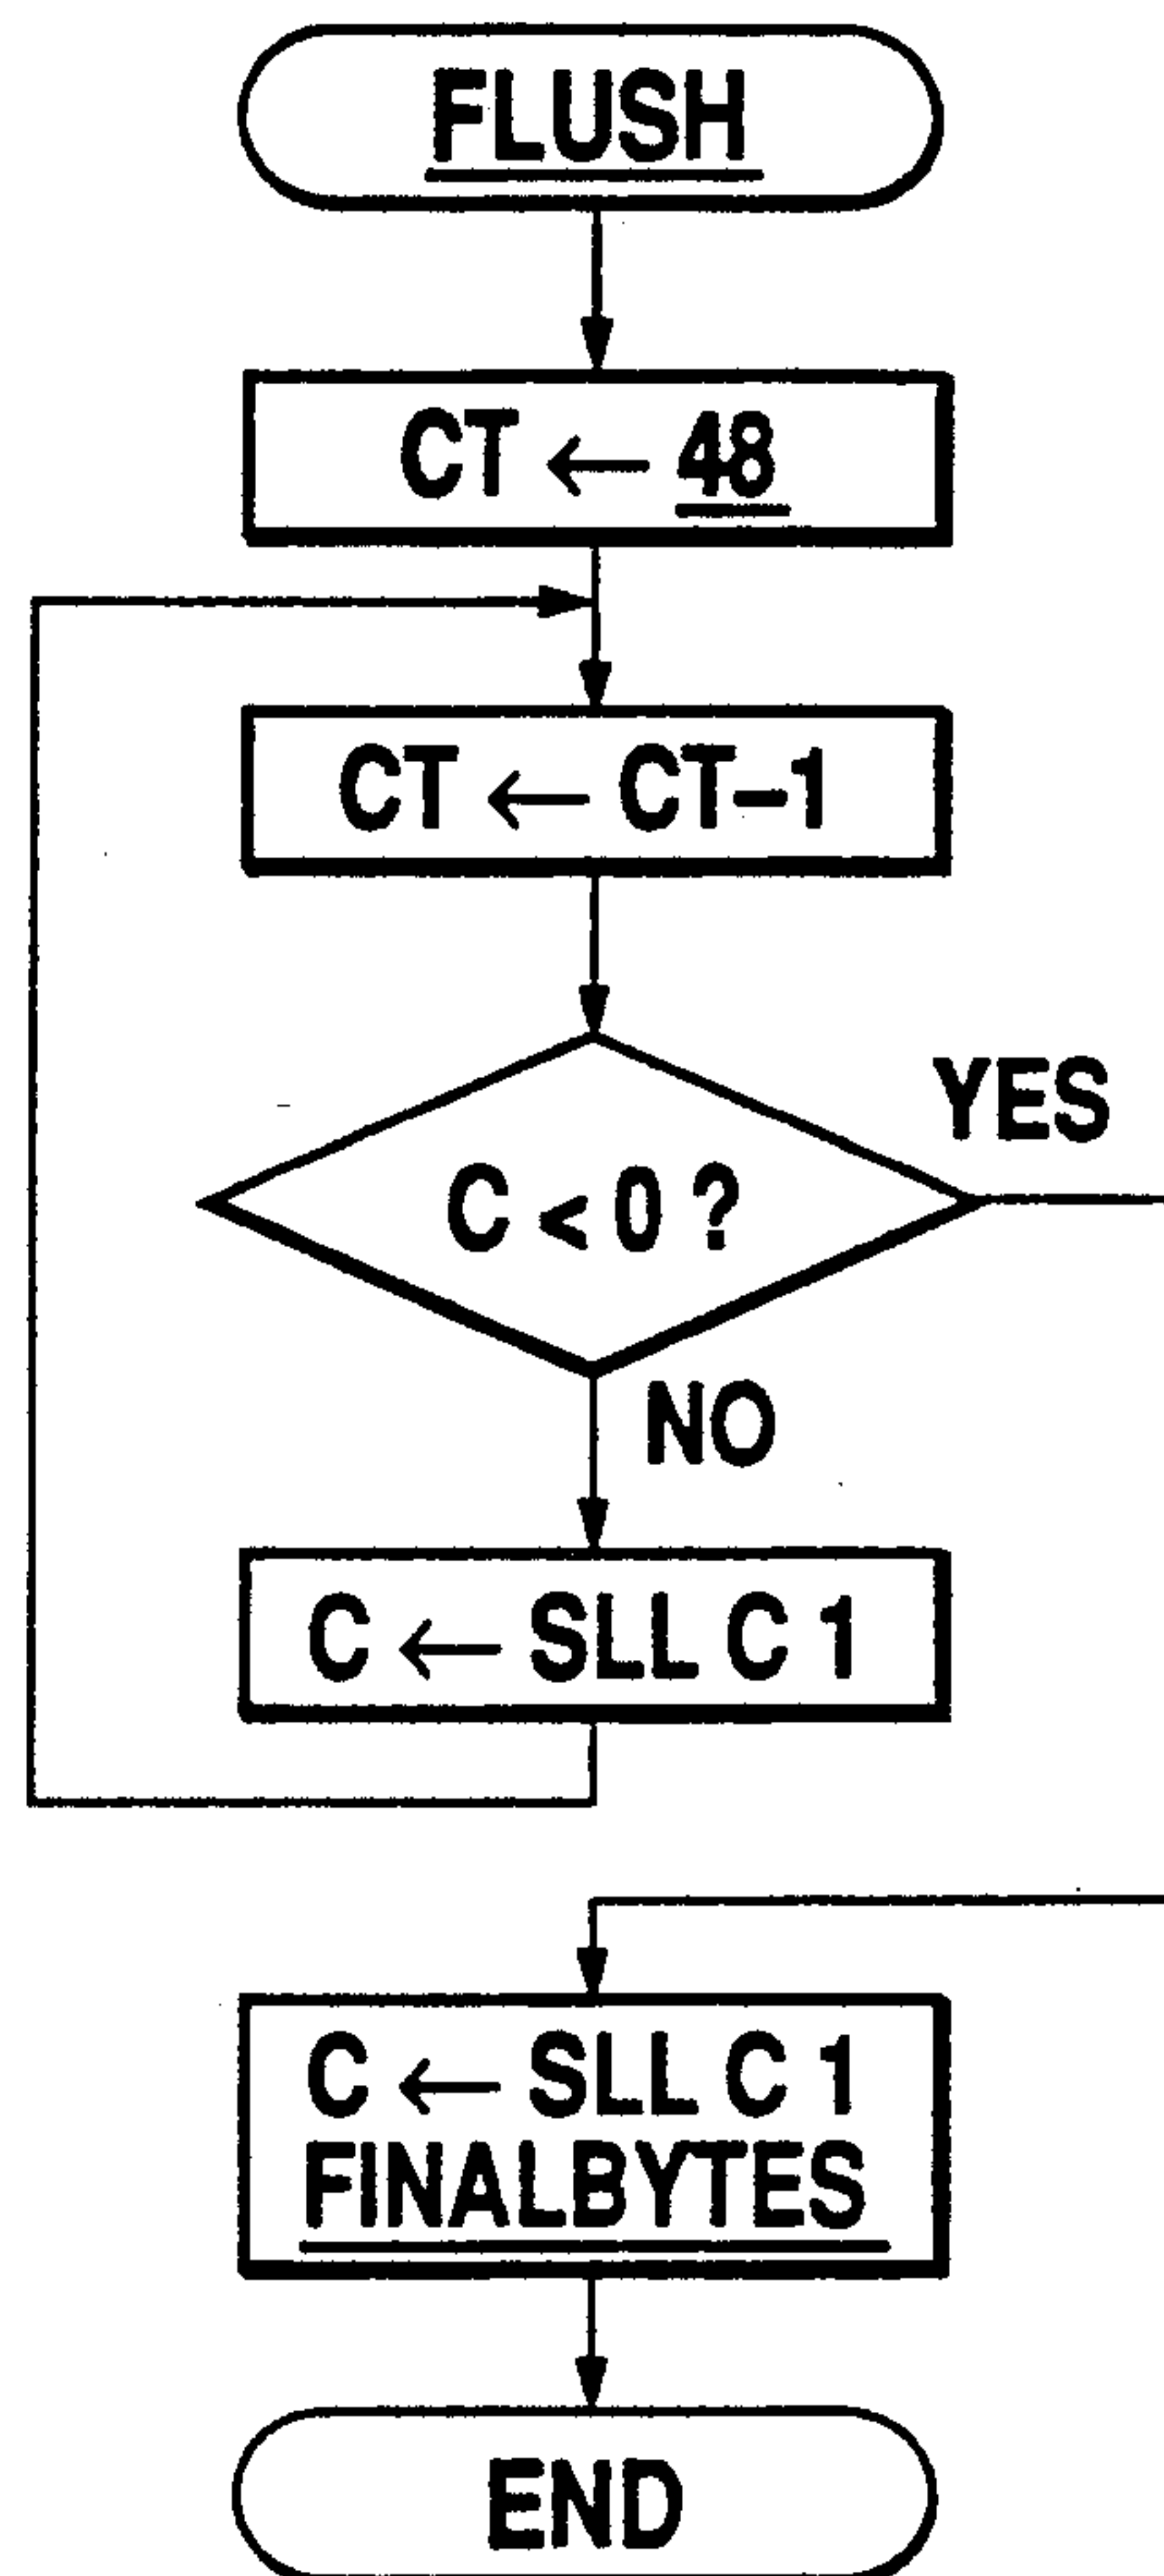 FLUSH
CT ← 48
CT ← CT–1
C < 0 ?
YES
NO
C ← SLL C 1
C ← SLL C 1
FINALBYTES
END